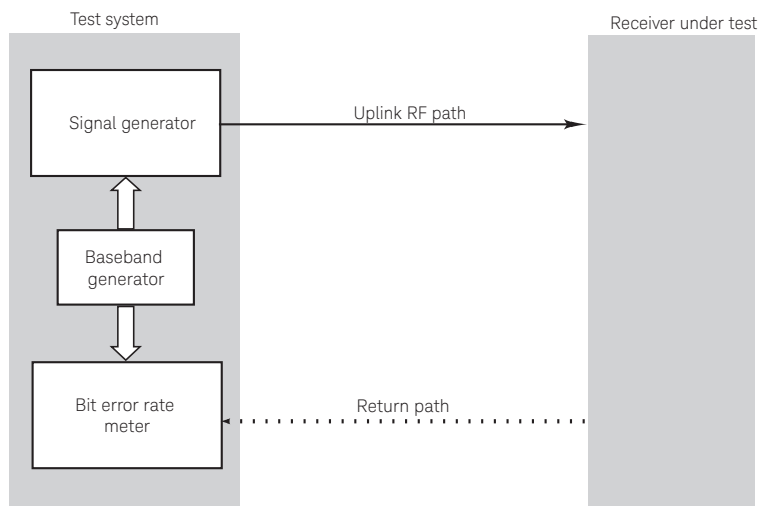 Test system
Receiver under test
Signal generator
Uplink RF path
Baseband
generator
Bit error rate
meter
Return path